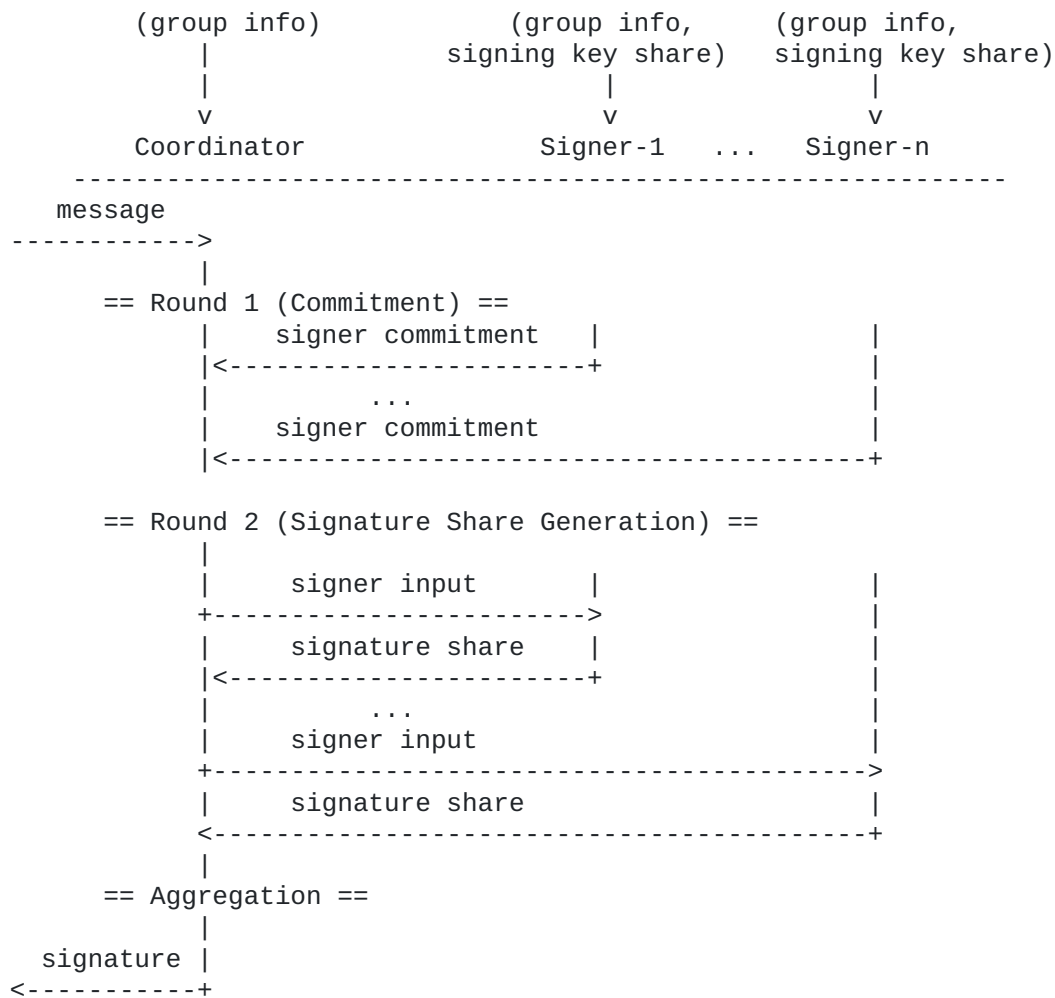 (group info) (group info, (group info,
signing key share) signing key share)
Coordinator Signer-1 ... Signer-n
message
== Round 1 (Commitment) ==
signer commitment
...
signer commitment
== Round 2 (Signature Share Generation) ==
signer input
signature share
...
signer input
signature share
== Aggregation ==
signature